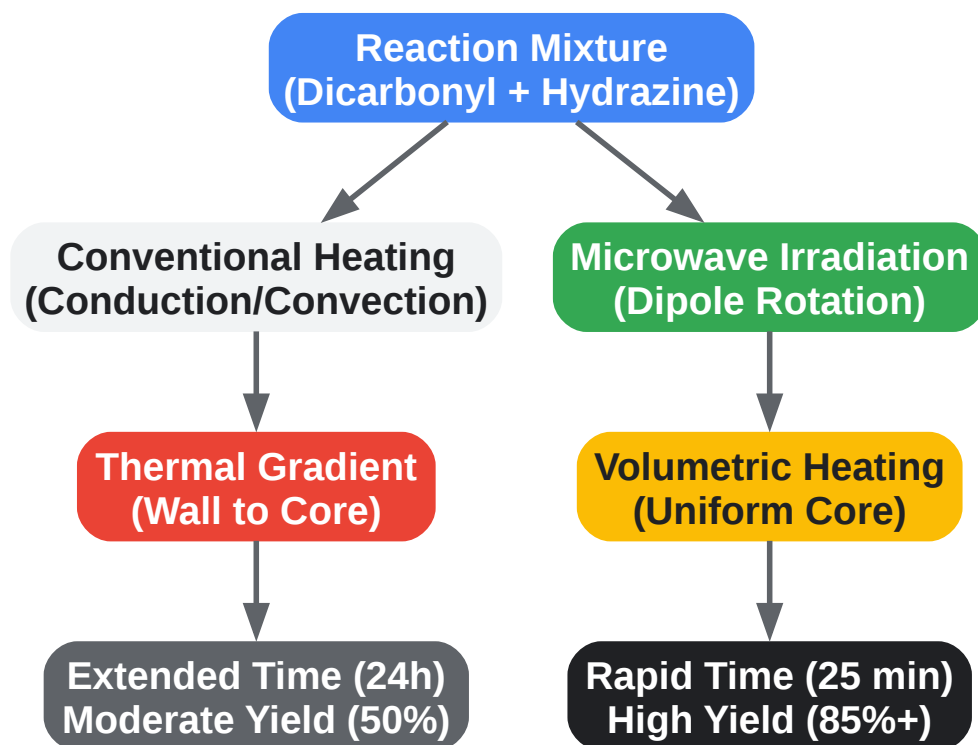 Reaction Mixture
(Dicarbonyl + Hydrazine)
Conventional Heating
(Conduction/Convection)
Microwave Irradiation
(Dipole Rotation)
Thermal Gradient
(Wall to Core)
Volumetric Heating
(Uniform Core)
Extended Time (24h)
Moderate Yield (50%)
Rapid Time (25 min)
High Yield (85%+)